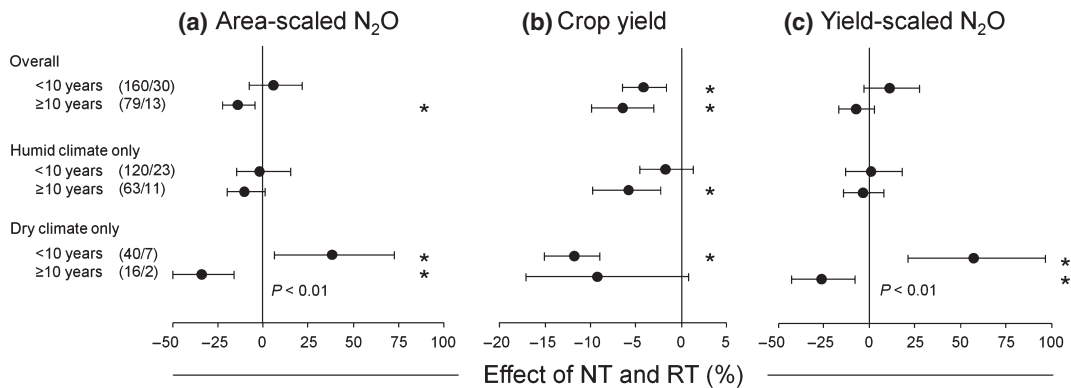 (a) Area-scaled N₂O (b) Crop yield (c) Yield-scaled N₂O
Overall
<10 years (160/30) *
≥10 years (79/13) * *
Humid climate only
<10 years (120/23)
≥10 years (63/11) *
Dry climate only
<10 years (40/7) * * *
≥10 years (16/2) * *
P < 0.01 P < 0.01
−50 −25 0 25 50 75 100 −20 −15 −10 −5 0 5 −50 −25 0 25 50 75 100
Effect of NT and RT (%)